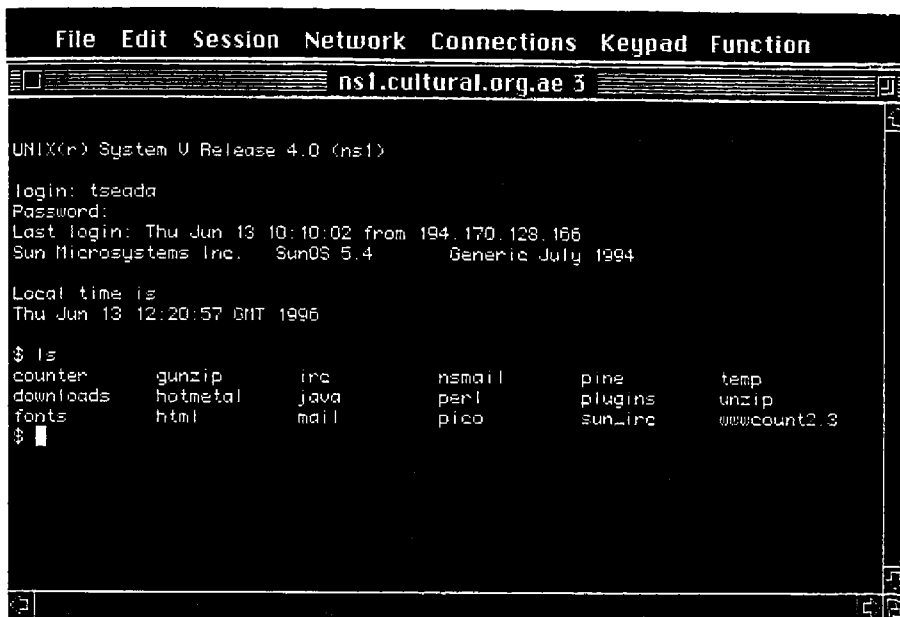 File Edit Session Network Connections Keypad Function
ns1.cultural.org.ae 3
UNIX(r) System V Release 4.0 (ns1)
login: tseada
Password:
Last login: Thu Jun 13 10:10:02 from 194.170.128.166
Sun Microsystems Inc. SunOS 5.4 Generic July 1994
Local time is
Thu Jun 13 12:20:57 GMT 1996
$ ls
counter gunzip irc nsmail pine temp
downloads hotmetal java perl plugins unzip
fonts html mail pico sun_irc wwwcount2.3
$